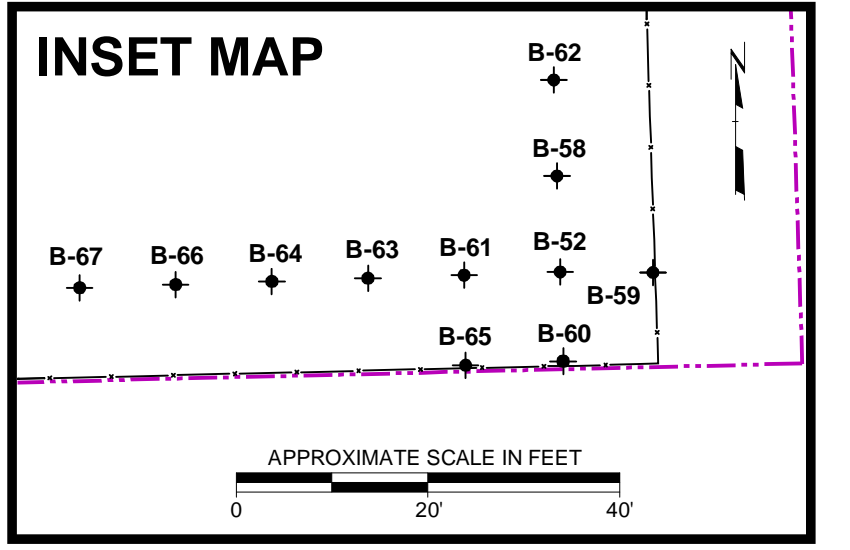 INSET MAP
B-62
N
B-58
B-67 B-66 B-64 B-63 B-61 B-52
B-59
B-65 B-60
APPROXIMATE SCALE IN FEET
0 20' 40'